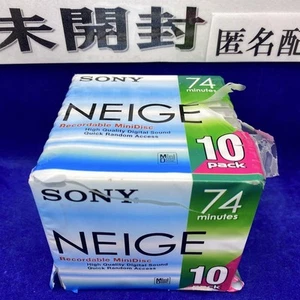 未開封
匿名配
SONY
74
minutes
NEIGE
Recordable MiniDisc
High Quality Digital Sound
Quick Random Access
10
pack
SONY
74
minutes
NEIGE
Recordable MiniDisc
High Quality Digital Sound
Quick Random Access
10
pack